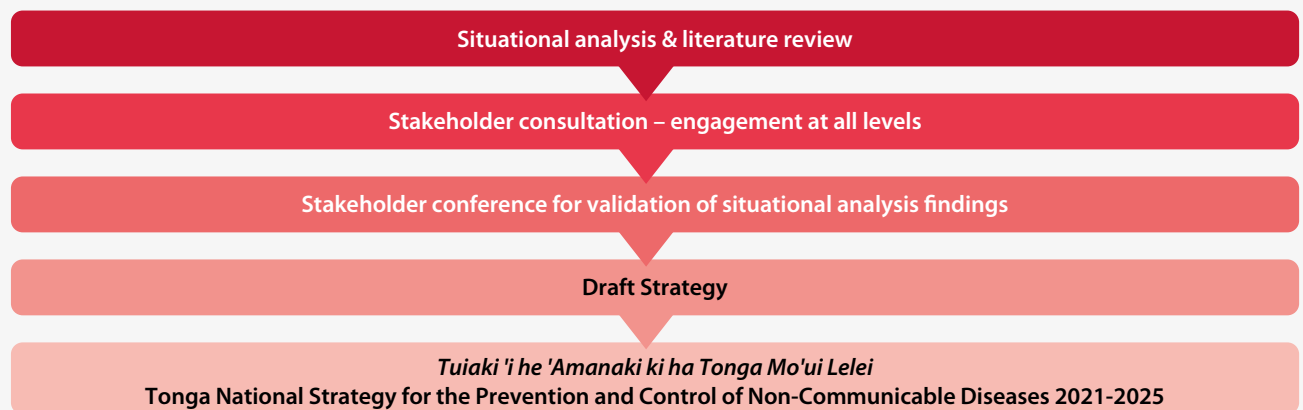 Situational analysis & literature review
Stakeholder consultation – engagement at all levels
Stakeholder conference for validation of situational analysis findings
Draft Strategy
Tuiaki 'i he 'Amanaki ki ha Tonga Mo'ui Lelei
Tonga National Strategy for the Prevention and Control of Non-Communicable Diseases 2021-2025